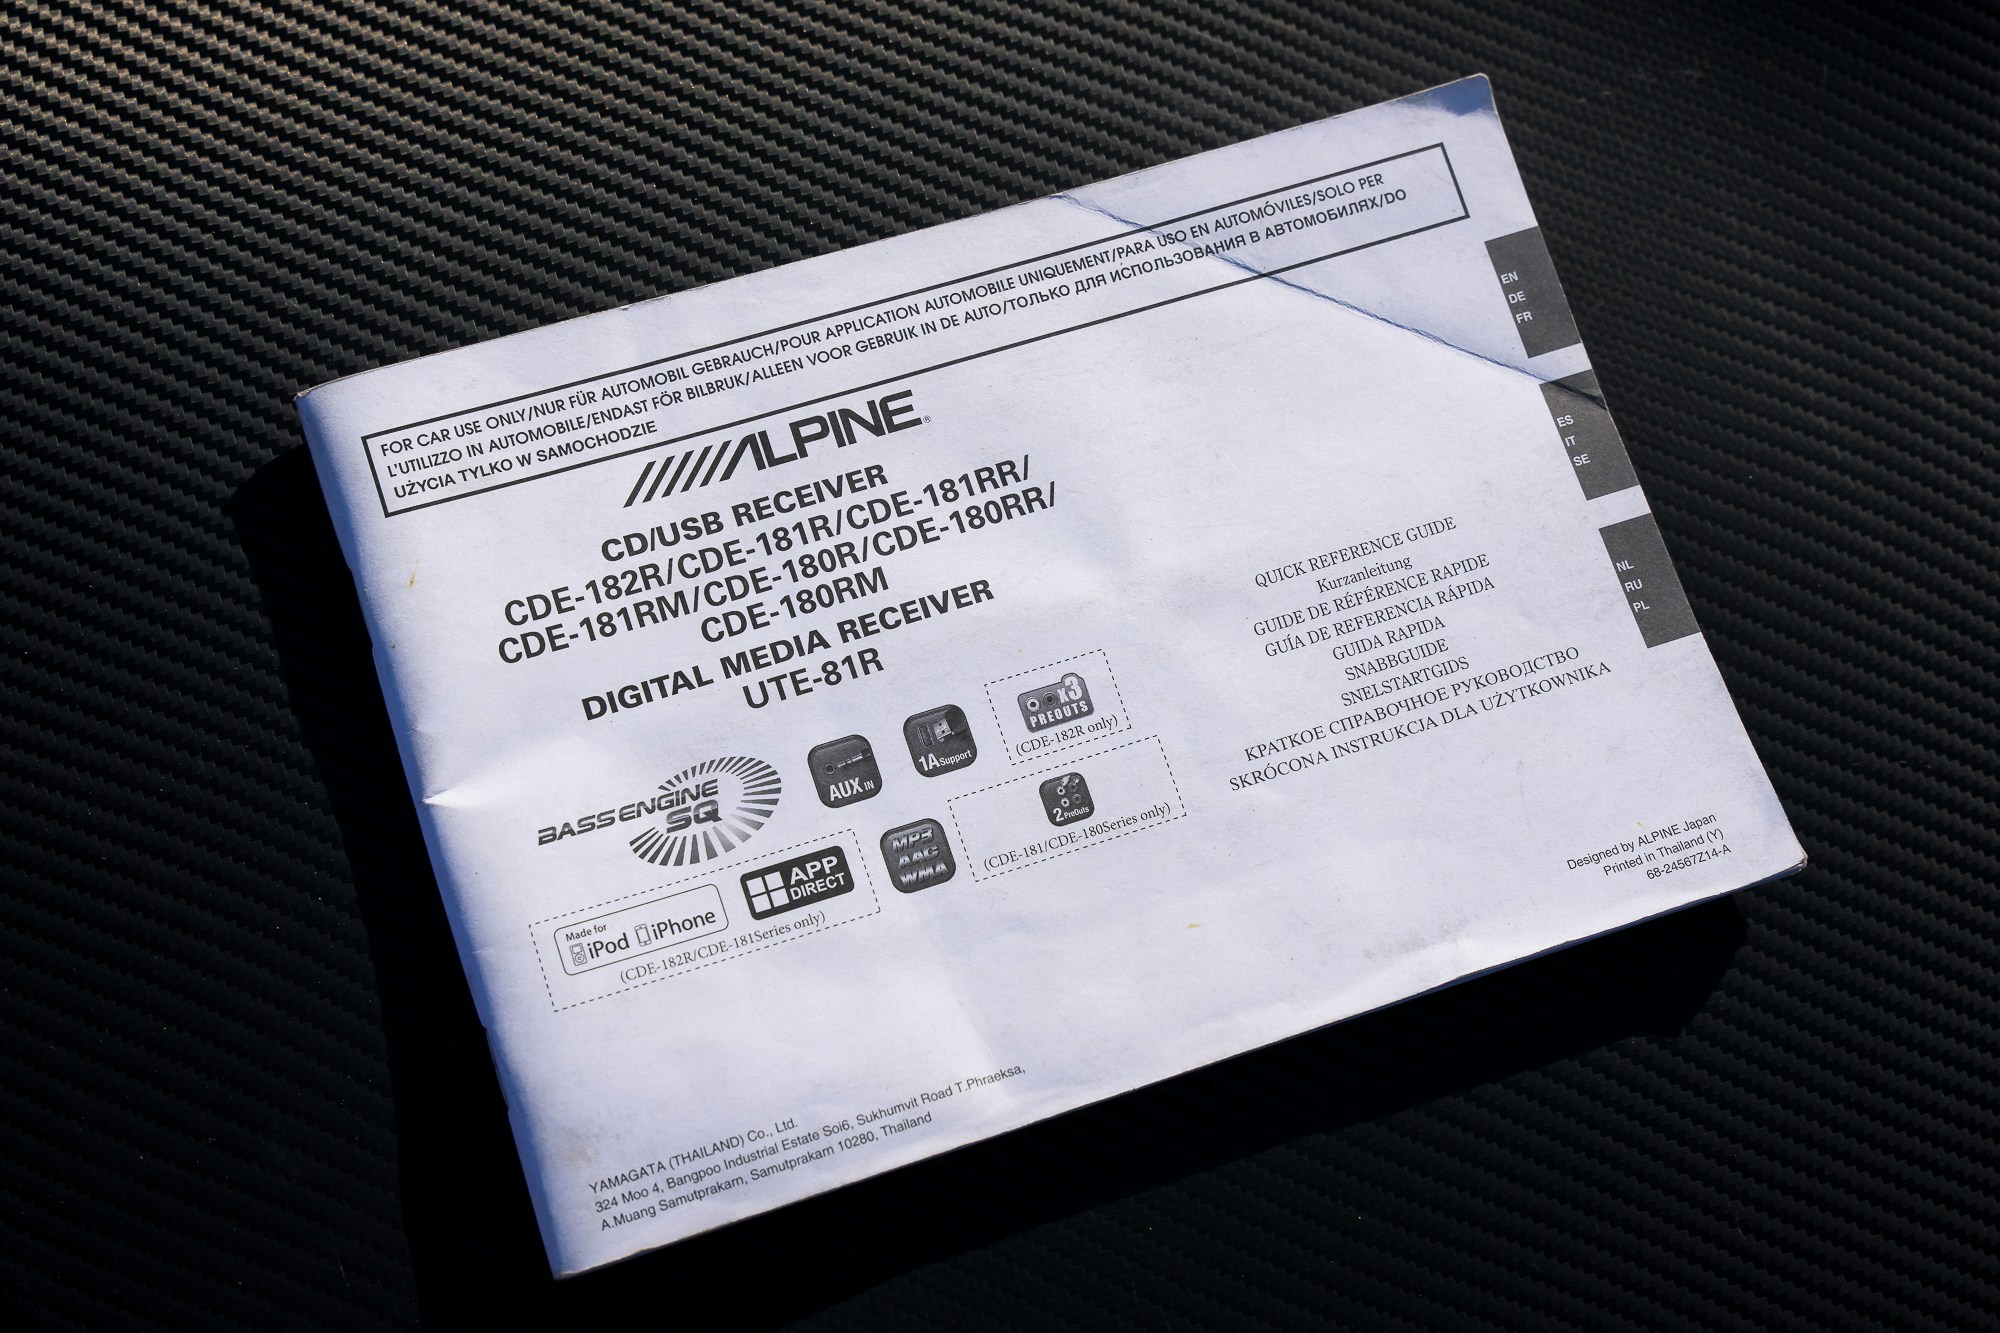 FOR CAR USE ONLY/NUR FÜR AUTOMOBIL GEBRAUCH/POUR APPLICATION AUTOMOBILE UNIQUEMENT/PARA USO EN AUTOMÓVILES/SOLO PER
L'UTILIZZO IN AUTOMOBILE/ENDAST FÖR BILBRUK/ALLEEN VOOR GEBRUIK IN DE AUTO/ТОЛЬКО ДЛЯ ИСПОЛЬЗОВАНИЯ В АВТОМОБИЛЯХ/DO
UŻYCIA TYLKO W SAMOCHODZIE
ALPINE®
CD/USB RECEIVER
CDE-182R/CDE-181R/CDE-181RR/
CDE-181RM/CDE-180R/CDE-180RR/
CDE-180RM
DIGITAL MEDIA RECEIVER
UTE-81R
BASS ENGINE
SQ
AUX IN
1A Support
x3
PREOUTS
(CDE-182R only)
Made for
iPod iPhone
APP
DIRECT
(CDE-182R/CDE-181Series only)
MP3
AAC
WMA
2 PreOuts
(CDE-181/CDE-180Series only)
YAMAGATA (THAILAND) Co., Ltd.
324 Moo 4, Bangpoo Industrial Estate Soi6, Sukhumvit Road T.Phraeksa,
A.Muang Samutprakarn, Samutprakarn 10280, Thailand
QUICK REFERENCE GUIDE
Kurzanleitung
GUIDE DE RÉFÉRENCE RAPIDE
GUÍA DE REFERENCIA RÁPIDA
GUIDA RAPIDA
SNABBGUIDE
SNELSTARTGIDS
КРАТКОЕ СПРАВОЧНОЕ РУКОВОДСТВО
SKRÓCONA INSTRUKCJA DLA UŻYTKOWNIKA
Designed by ALPINE Japan
Printed in Thailand (Y)
68-24567Z14-A
EN
DE
FR
ES
IT
SE
NL
RU
PL